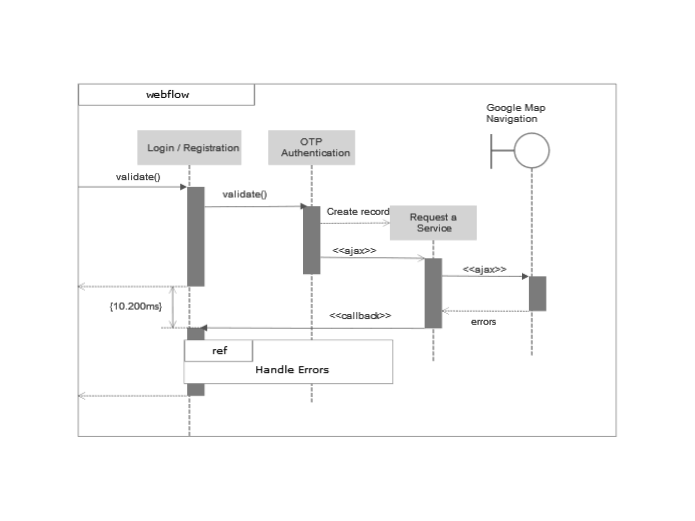 webflow
Google Map
Navigation
Login / Registration
OTP
Authentication
validate()
validate()
Create record
Request a
Service
<<ajax>>
<<ajax>>
{10.200ms}
<<callback>>
errors
ref
Handle Errors